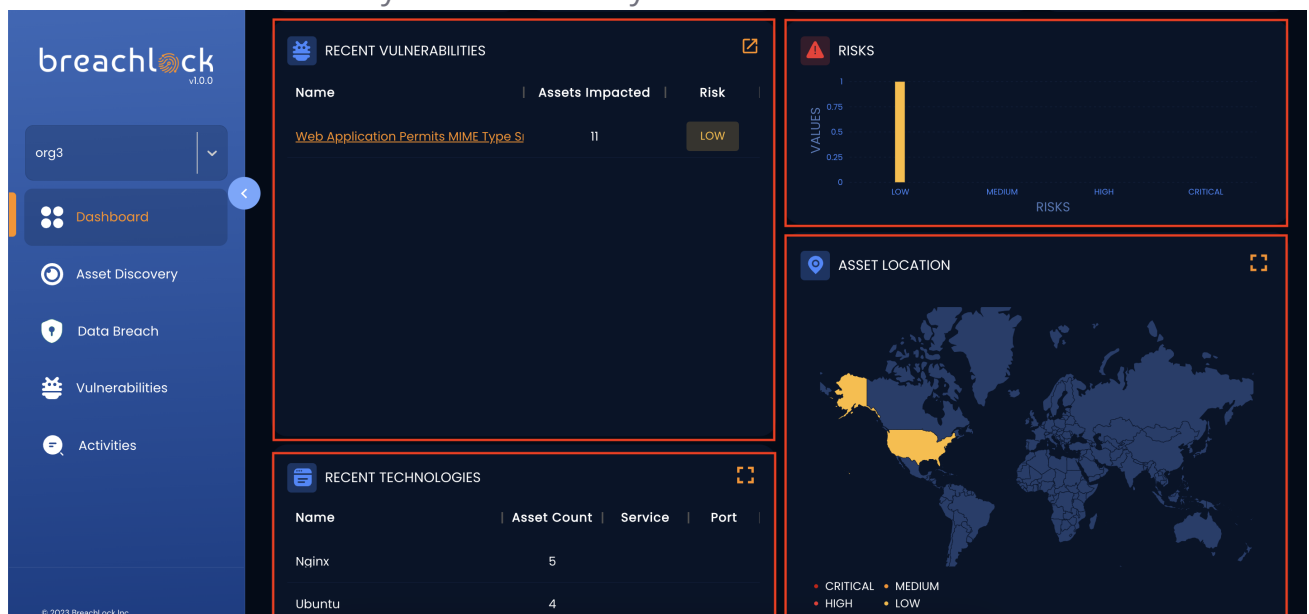 breachlock
v1.0.0
org3
Dashboard
Asset Discovery
Data Breach
Vulnerabilities
Activities
© 2023 BreachLock Inc.
RECENT VULNERABILITIES
Name Assets Impacted Risk
Web Application Permits MIME Type 11 LOW
RECENT TECHNOLOGIES
Name Asset Count Service Port
Nginx 5
Ubuntu 4
RISKS
VALUES
1
0.75
0.5
0.25
0
LOW MEDIUM HIGH CRITICAL
RISKS
ASSET LOCATION
CRITICAL MEDIUM
HIGH LOW